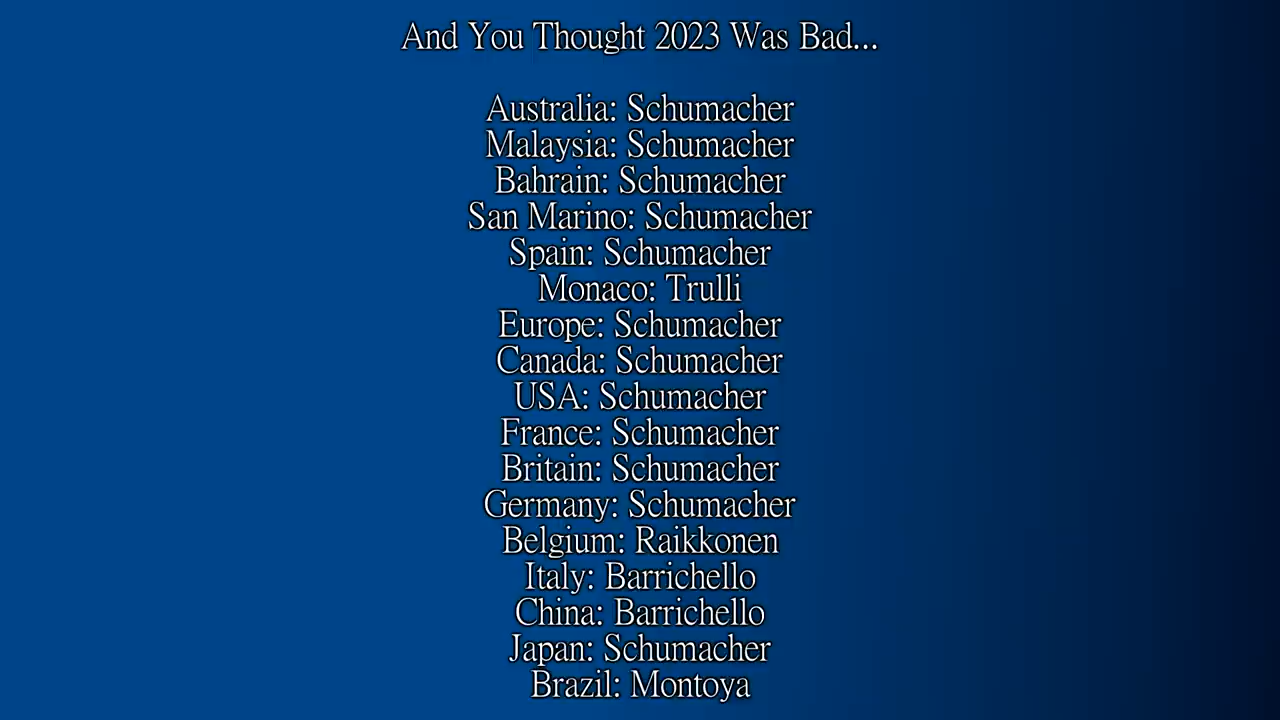 And You Thought 2023 Was Bad...
Australia: Schumacher
Malaysia: Schumacher
Bahrain: Schumacher
San Marino: Schumacher
Spain: Schumacher
Monaco: Trulli
Europe: Schumacher
Canada: Schumacher
USA: Schumacher
France: Schumacher
Britain: Schumacher
Germany: Schumacher
Belgium: Raikkonen
Italy: Barrichello
China: Barrichello
Japan: Schumacher
Brazil: Montoya